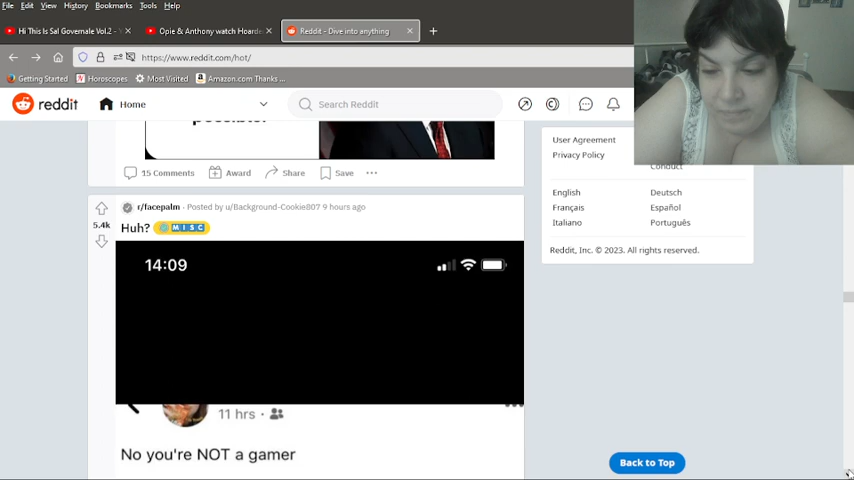 File Edit View History Bookmarks Tools Help
Hi This Is Sal Governale Vol.2 - Y
Opie & Anthony watch Hoarde
Reddit - Dive into anything
https://www.reddit.com/hot/
Getting Started Horoscopes Most Visited Amazon.com Thanks ...
reddit Home Search Reddit
15 Comments Award Share Save
User Agreement
Privacy Policy
Conduct
English Deutsch
Français Español
Italiano Português
Reddit, Inc. © 2023. All rights reserved.
r/facepalm · Posted by u/Background-Cookie807 9 hours ago
5.4k
Huh? MISC
14:09
11 hrs ·
No you're NOT a gamer
Back to Top